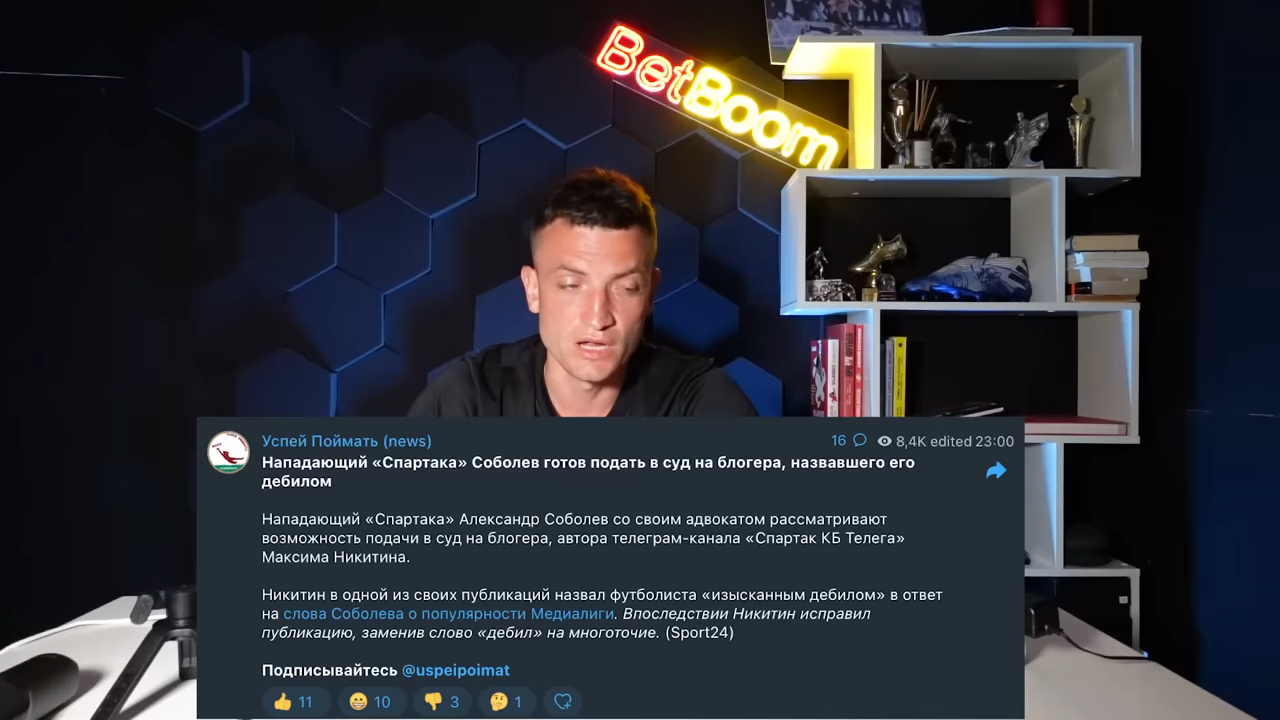 BetBoom
Успей Поймать (news)
16
8,4K edited 23:00
Нападающий «Спартака» Соболев готов подать в суд на блогера, назвавшего его
дебилом
Нападающий «Спартака» Александр Соболев со своим адвокатом рассматривают
возможность подачи в суд на блогера, автора телеграм-канала «Спартак КБ Телега»
Максима Никитина.
Никитин в одной из своих публикаций назвал футболиста «изысканным дебилом» в ответ
на слова Соболева о популярности Медиалиги. Впоследствии Никитин исправил
публикацию, заменив слово «дебил» на многоточие. (Sport24)
Подписывайтесь @uspeipoimat
👍 11 😁 10 👎 3 🤔 1